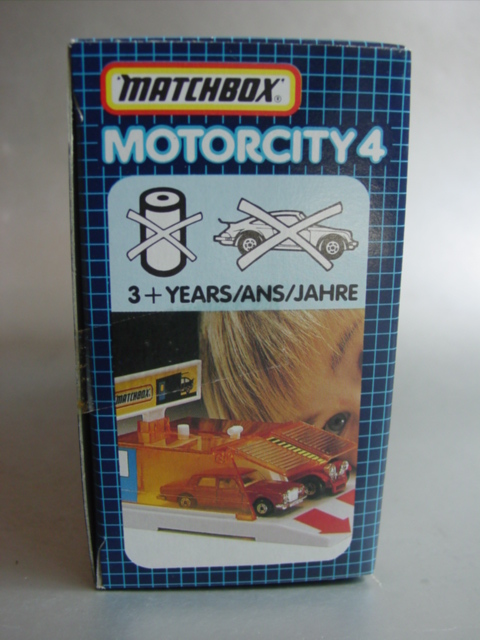 MATCHBOX®
MOTORCITY 4
3+ YEARS/ANS/JAHRE
MATCHBOX